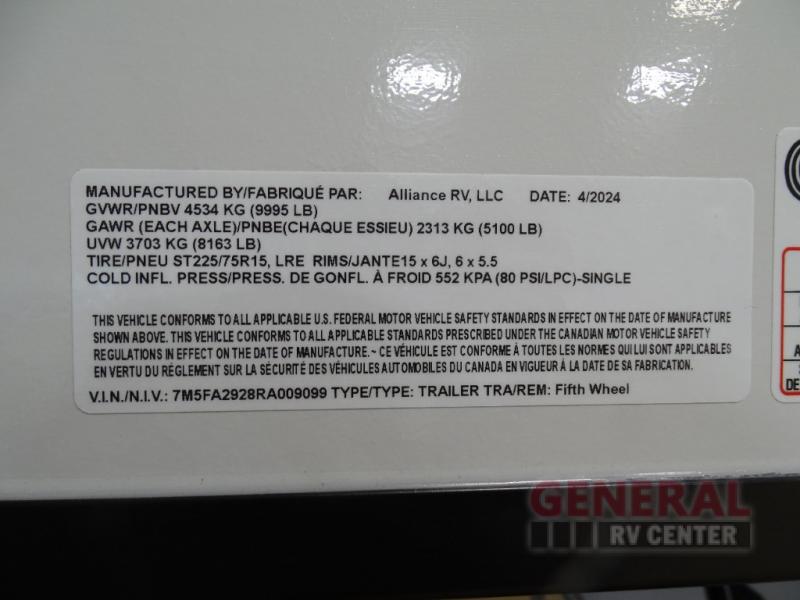 MANUFACTURED BY/FABRIQUÉ PAR: Alliance RV, LLC DATE: 4/2024
GVWR/PNBV 4534 KG (9995 LB)
GAWR (EACH AXLE)/PNBE(CHAQUE ESSIEU) 2313 KG (5100 LB)
UVW 3703 KG (8163 LB)
TIRE/PNEU ST225/75R15, LRE RIMS/JANTE15 x 6J, 6 x 5.5
COLD INFL. PRESS/PRESS. DE GONFL. À FROID 552 KPA (80 PSI/LPC)-SINGLE
THIS VEHICLE CONFORMS TO ALL APPLICABLE U.S. FEDERAL MOTOR VEHICLE SAFETY STANDARDS IN EFFECT ON THE DATE OF MANUFACTURE
SHOWN ABOVE. THIS VEHICLE CONFORMS TO ALL APPLICABLE STANDARDS PRESCRIBED UNDER THE CANADIAN MOTOR VEHICLE SAFETY
REGULATIONS IN EFFECT ON THE DATE OF MANUFACTURE.~ CE VÉHICULE EST CONFORME À TOUTES LES NORMES QUI LUI SONT APPLICABLES
EN VERTU DU RÉGLEMENT SUR LA SÉCURITÉ DES VÉHICULES AUTOMOBILES DU CANADA EN VIGUEUR À LA DATE DE SA FABRICATION.
V.I.N./N.I.V.: 7M5FA2928RA009099 TYPE/TYPE: TRAILER TRA/REM: Fifth Wheel
DE
GENERAL
RV CENTER